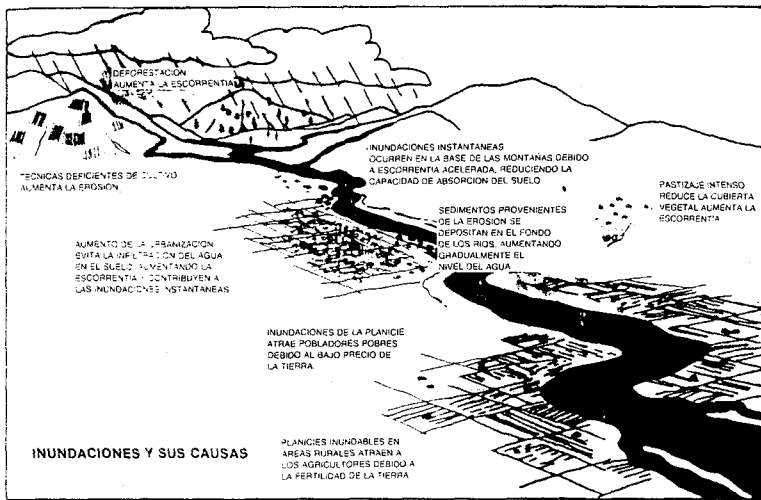 DEFORESTACION
AUMENTA LA ESCORRENTIA
INUNDACIONES INSTANTANEAS
OCURREN EN LA BASE DE LAS MONTAÑAS DEBIDO
A ESCORRENTIA ACELERADA, REDUCIENDO LA
CAPACIDAD DE ABSORCION DEL SUELO
TECNICAS DEFICIENTES DE CULTIVO
AUMENTA LA EROSION
PASTIZAJE INTENSO
REDUCE LA CUBIERTA
VEGETAL AUMENTA LA
ESCORRENTIA
SEDIMENTOS PROVENIENTES
DE LA EROSION SE
DEPOSITAN EN EL FONDO
DE LOS RIOS, AUMENTANDO
GRADUALMENTE EL
NIVEL DEL AGUA
AUMENTO DE LA URBANIZACION
EVITA LA INFILTRACION DEL AGUA
EN EL SUELO AUMENTANDO LA
ESCORRENTIA Y CONTRIBUYEN A
LAS INUNDACIONES INSTANTANEAS
INUNDACIONES DE LA PLANICIE
ATRAE POBLADORES POBRES
DEBIDO AL BAJO PRECIO DE
LA TIERRA.
PLANICIES INUNDABLES EN
AREAS RURALES ATRAEN A
LOS AGRICULTORES DEBIDO A
LA FERTILIDAD DE LA TIERRA
INUNDACIONES Y SUS CAUSAS